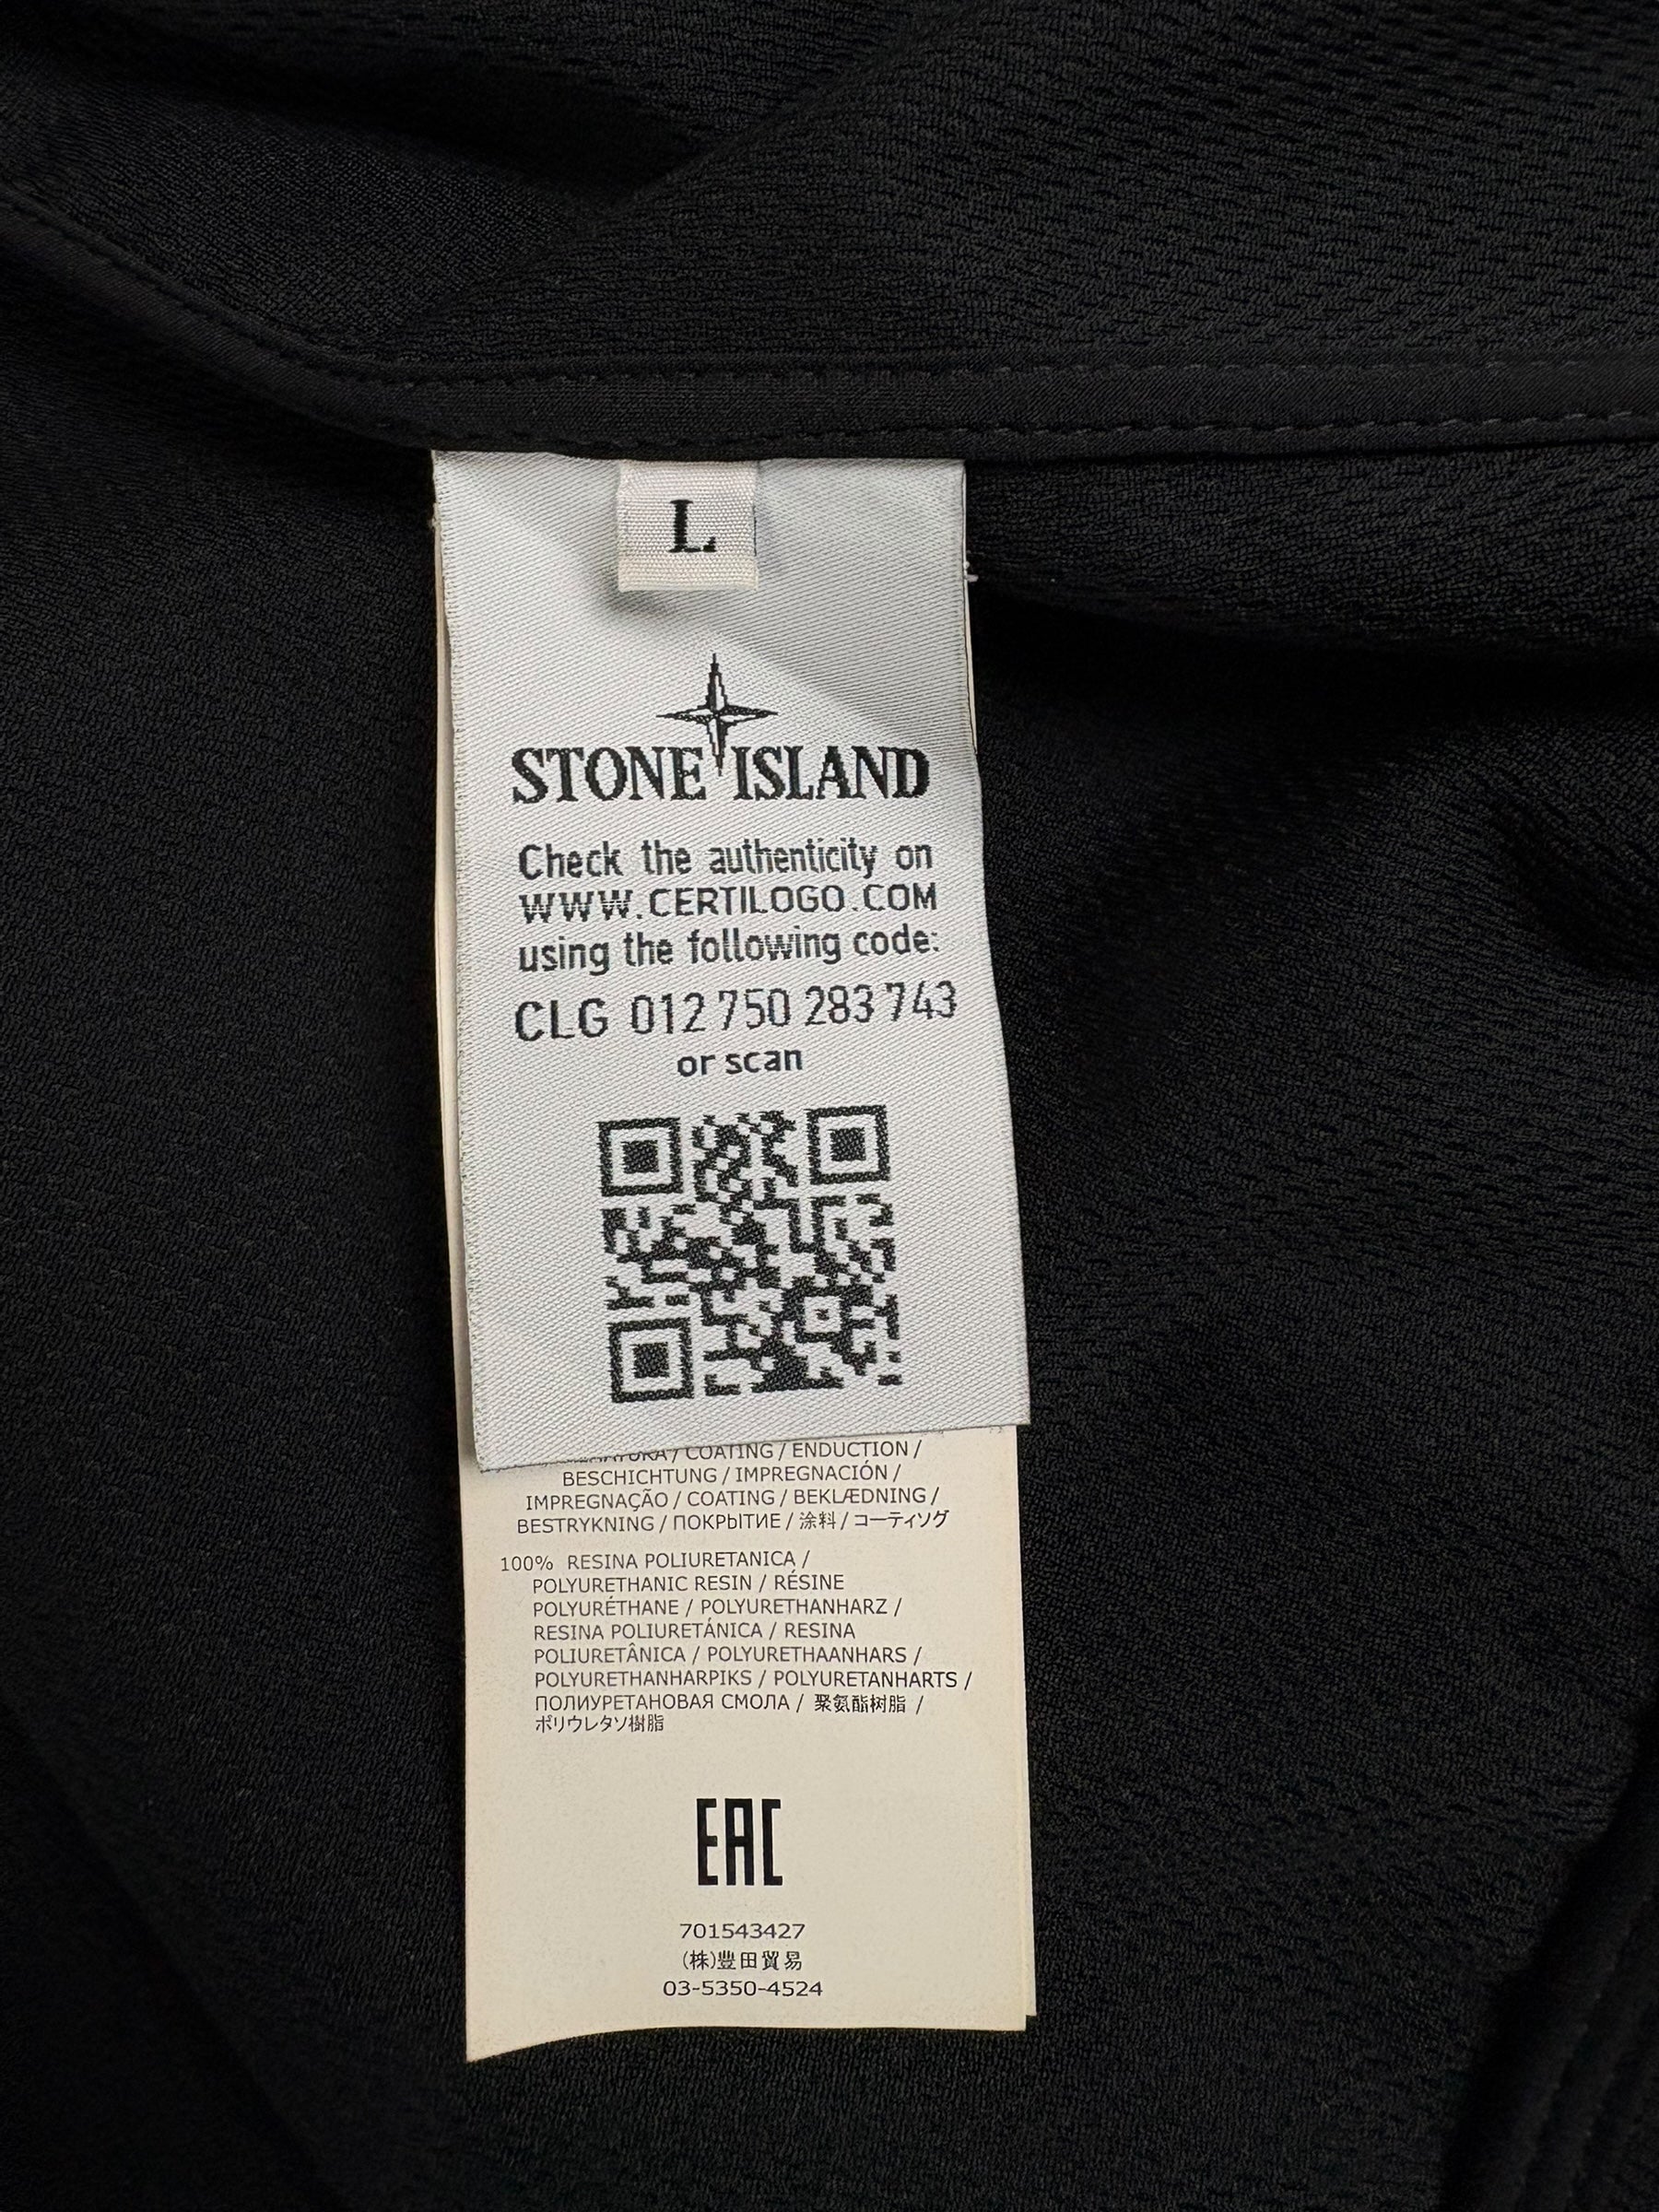 L
STONE ISLAND
Check the authenticity on
WWW.CERTILOGO.COM
using the following code:
CLG 012 750 283 743
or scan
/ COATING / ENDUCTION /
BESCHICHTUNG / IMPREGNACIÓN /
IMPREGNAÇÃO / COATING / BEKLÆDNING /
BESTRYKNING / ПОКРЫТИЕ / 涂料 / コーティソグ
100% RESINA POLIURETANICA /
POLYURETHANIC RESIN / RÉSINE
POLYURÉTHANE / POLYURETHANHARZ /
RESINA POLIURETÁNICA / RESINA
POLIURETÂNICA / POLYURETHAANHARS /
POLYURETHANHARPIKS / POLYURETANHARTS /
ПОЛИУРЕТАНОВАЯ СМОЛА / 聚氨酯树脂 /
ポリウレタソ樹脂
EAC
701543427
(株)豊田貿易
03-5350-4524